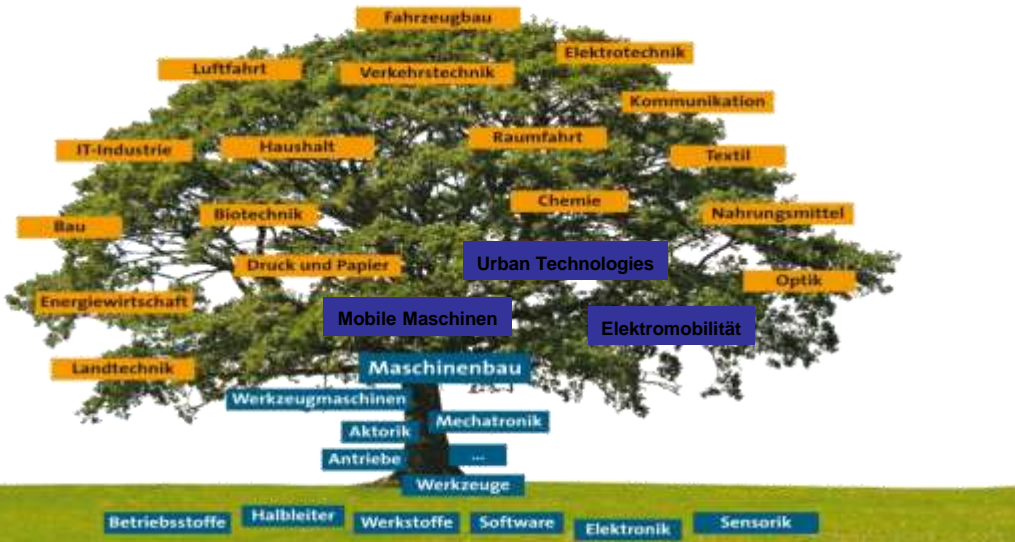 Fahrzeugbau
Elektrotechnik
Luftfahrt
Verkehrstechnik
Kommunikation
Raumfahrt
IT-Industrie
Haushalt
Textil
Chemie
Bau
Biotechnik
Nahrungsmittel
Druck und Papier
Urban Technologies
Optik
Energiewirtschaft
Mobile Maschinen
Elektromobilität
Landtechnik
Maschinenbau
Werkzeugmaschinen
Mechatronik
Aktorik
Antriebe
...
Werkzeuge
Betriebsstoffe
Halbleiter
Werkstoffe
Software
Elektronik
Sensorik